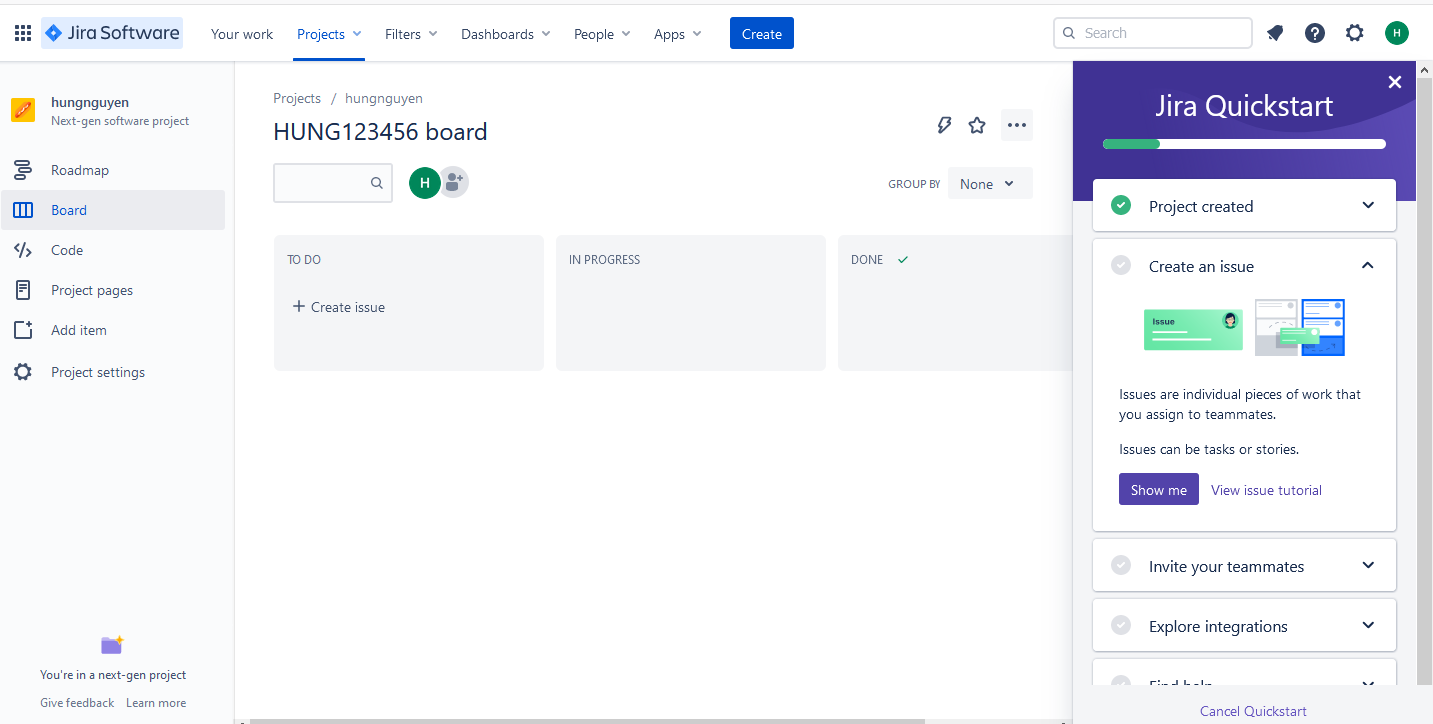 Jira Software
Your work
Projects
Filters
Dashboards
People
Apps
Create
Search
H
hungnguyen
Next-gen software project
Roadmap
Board
Code
Project pages
Add item
Project settings
You're in a next-gen project
Give feedback Learn more
Projects / hungnguyen
HUNG123456 board
H
GROUP BY None
TO DO
Create issue
IN PROGRESS
DONE
Jira Quickstart
Project created
Create an issue
Issue
Issues are individual pieces of work that
you assign to teammates.
Issues can be tasks or stories.
Show me View issue tutorial
Invite your teammates
Explore integrations
Find help
Cancel Quickstart